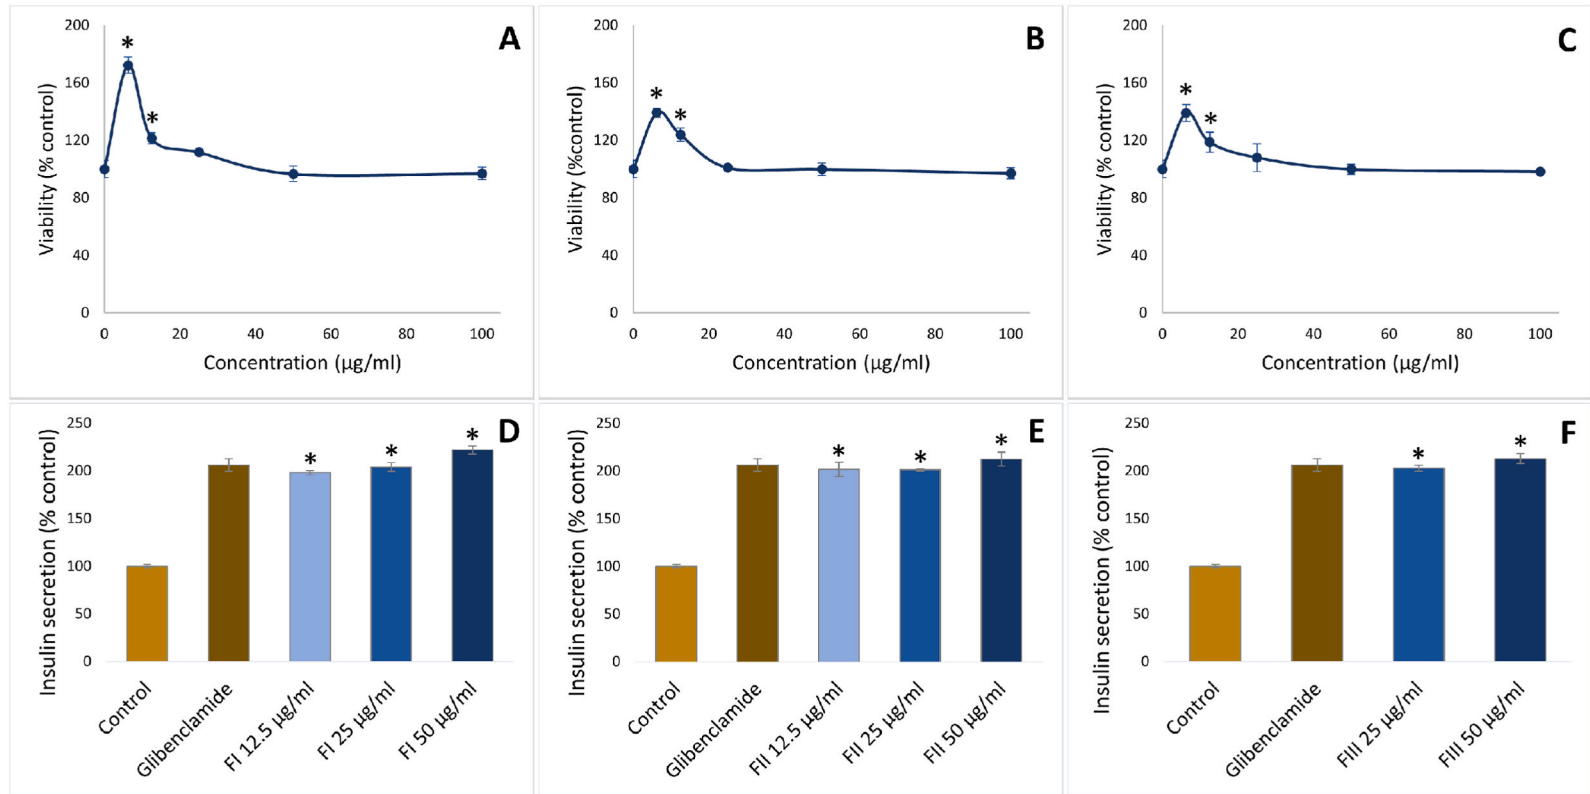 A
Viability (% control)
200
160
120
80
40
0
*
*
0 20 40 60 80 100
Concentration (µg/ml)
B
Viability (%control)
200
160
120
80
40
0
*
*
0 20 40 60 80 100
Concentration (µg/ml)
C
Viability (% control)
200
160
120
80
40
0
*
*
0 20 40 60 80 100
Concentration (µg/ml)
D
Insulin secretion (% control)
250
200
150
100
50
0
* * *
Control
Glibenclamide
FI 12.5 µg/ml
FI 25 µg/ml
FI 50 µg/ml
E
Insulin secretion (% control)
250
200
150
100
50
0
* * *
Control
Glibenclamide
FII 12.5 µg/ml
FII 25 µg/ml
FII 50 µg/ml
F
Insulin secretion (% control)
250
200
150
100
50
0
* *
Control
Glibenclamide
FIII 25 µg/ml
FIII 50 µg/ml